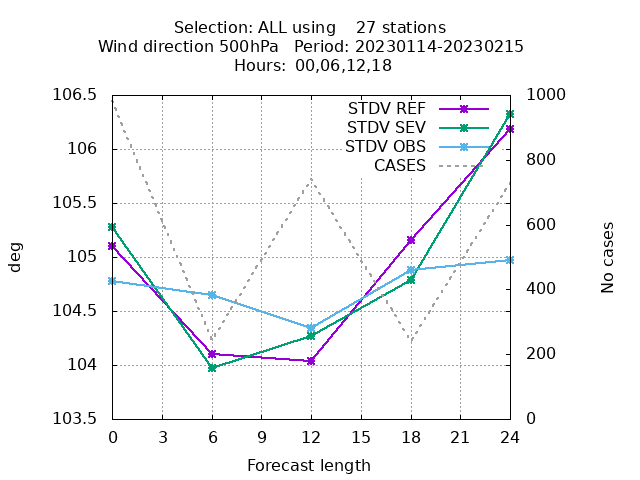 Selection: ALL using    27 stations
Wind direction 500hPa   Period: 20230114-20230215
Hours:  00,06,12,18
106.5
106
105.5
105
104.5
104
103.5
deg
STDV REF
STDV SEV
STDV OBS
CASES
1000
800
600
400
200
0
No cases
0 3 6 9 12 15 18 21 24
Forecast length